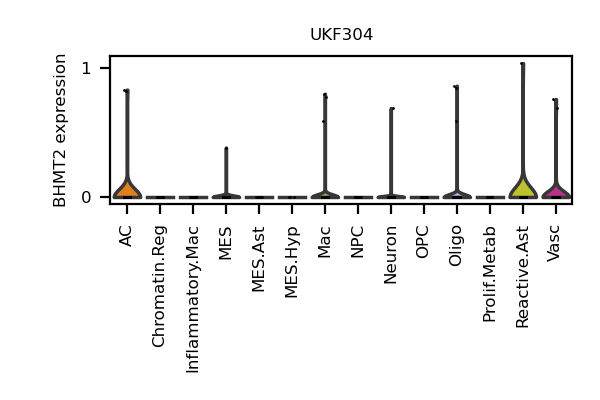 UKF304
BHMT2 expression
1
0
AC
Chromatin.Reg
Inflammatory.Mac
MES
MES.Ast
MES.Hyp
Mac
NPC
Neuron
OPC
Oligo
Prolif.Metab
Reactive.Ast
Vasc